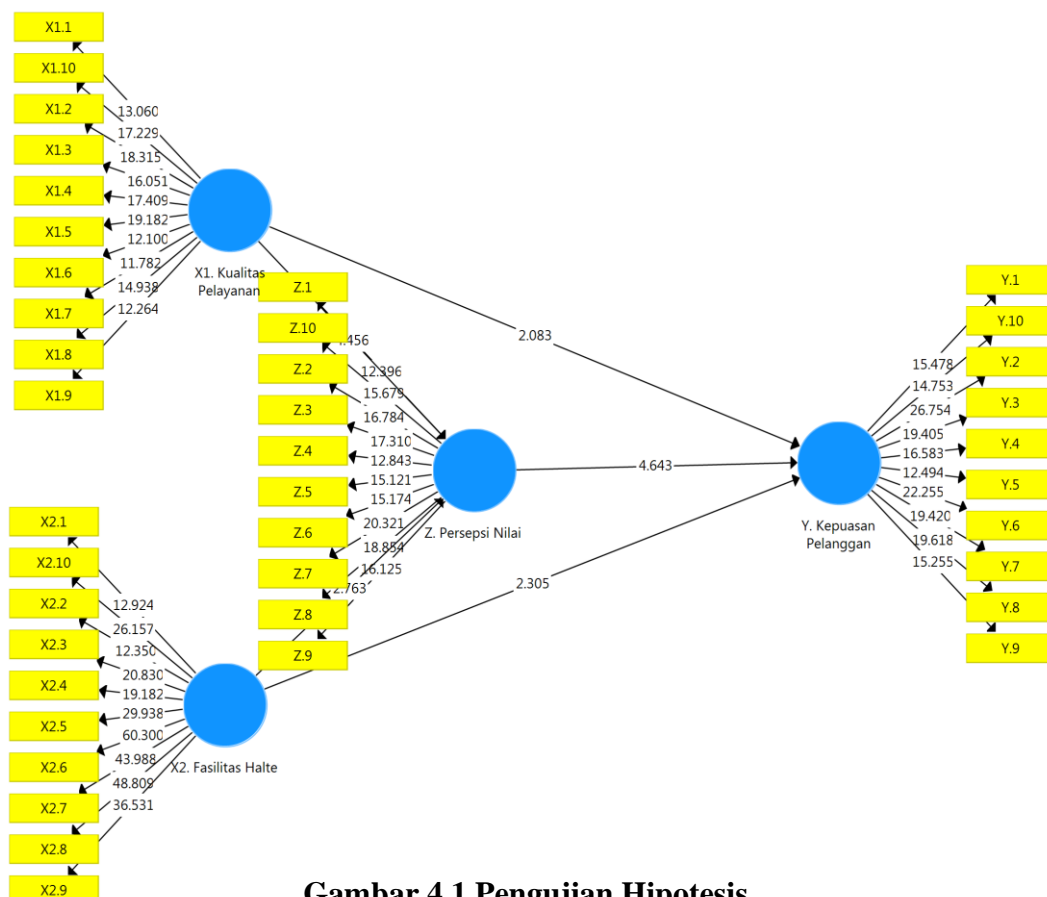 X1.1
X1.10
X1.2
X1.3
X1.4
X1.5
X1.6
X1.7
X1.8
X1.9
13.060
17.229
18.315
16.051
17.409
19.182
12.100
11.782
14.938
12.264
X1. Kualitas
Pelayanan
Z.1
Z.10
Z.2
Z.3
Z.4
Z.5
Z.6
Z.7
Z.8
Z.9
12.396
15.679
16.784
17.310
12.843
15.121
15.174
20.321
18.854
16.125
2.763
Z. Persepsi Nilai
2.083
4.643
2.305
Y. Kepuasan
Pelanggan
15.478
14.753
26.754
19.405
16.583
12.494
22.255
19.420
19.618
15.255
Y.1
Y.10
Y.2
Y.3
Y.4
Y.5
Y.6
Y.7
Y.8
Y.9
X2.1
X2.10
X2.2
X2.3
X2.4
X2.5
X2.6
X2.7
X2.8
X2.9
12.924
26.157
12.350
20.830
19.182
29.938
60.300
43.988
48.809
36.531
X2. Fasilitas Halte
Gambar 4.1 Pengujian Hipotesis